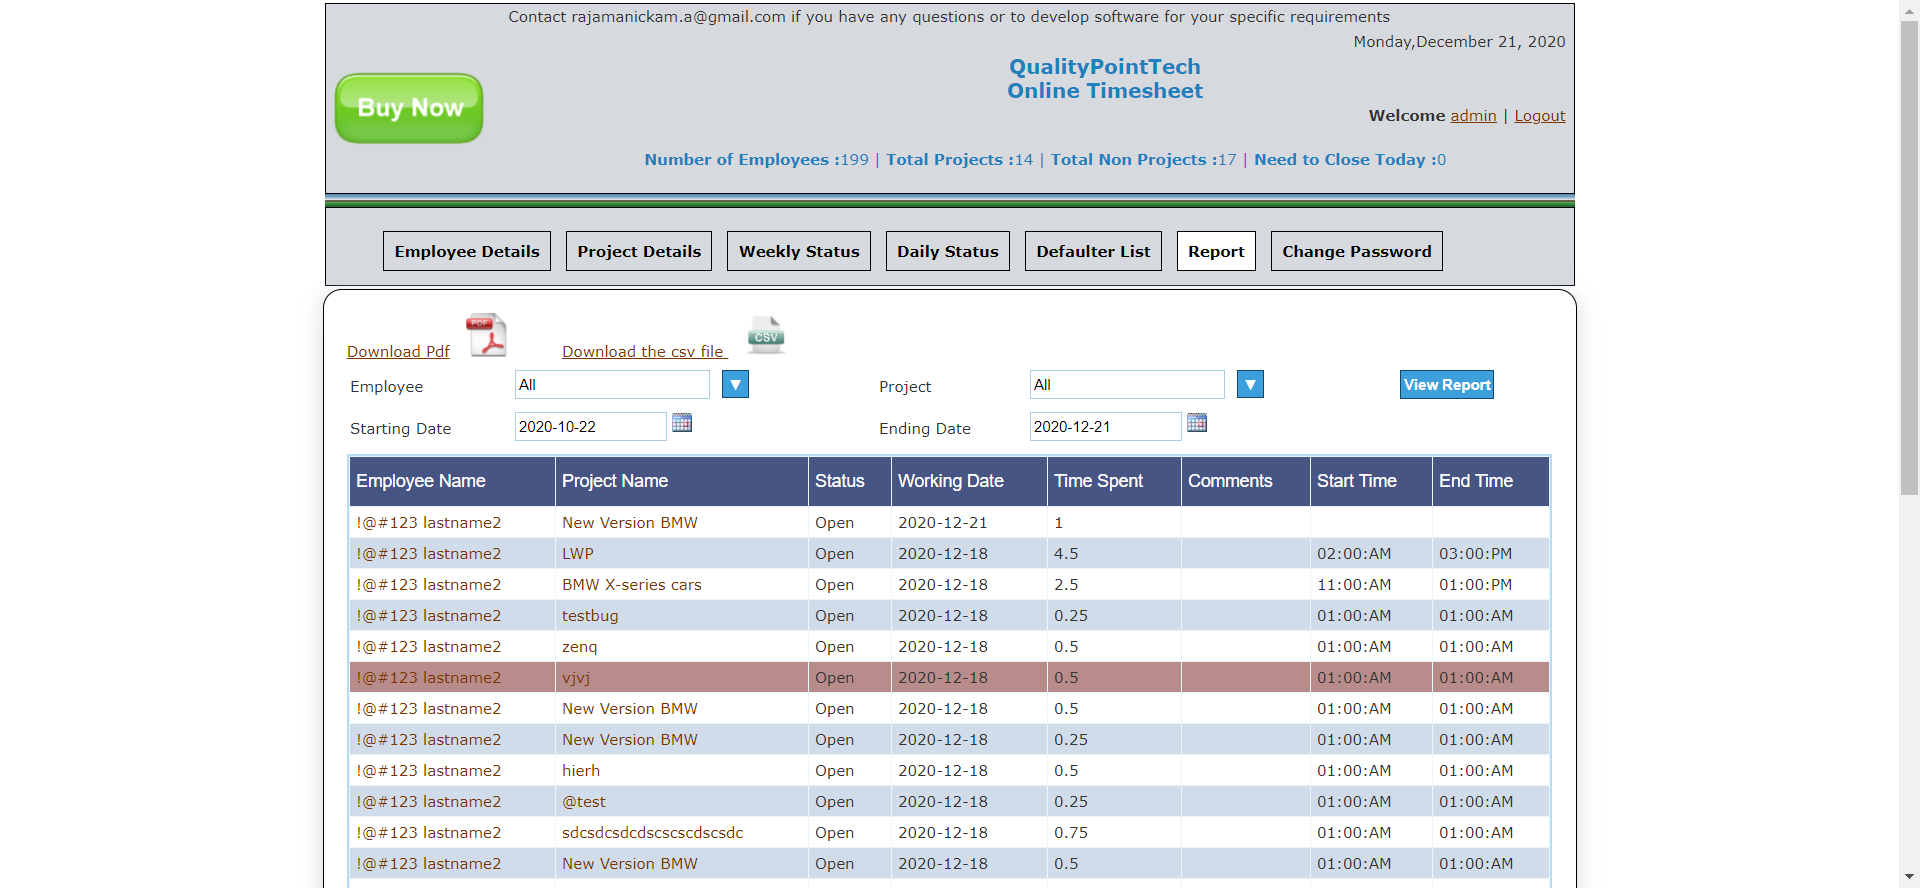 Contact rajamanickam.a@gmail.com if you have any questions or to develop software for your specific requirements
Monday,December 21, 2020
QualityPointTech
Online Timesheet
Buy Now
Welcome admin | Logout
Number of Employees :199 | Total Projects :14 | Total Non Projects :17 | Need to Close Today :0
Employee Details Project Details Weekly Status Daily Status Defaulter List Report Change Password
PDF
CSV
Download Pdf Download the csv file
Employee All Project All View Report
Starting Date 2020-10-22 Ending Date 2020-12-21
Employee Name Project Name Status Working Date Time Spent Comments Start Time End Time
!@#123 lastname2 New Version BMW Open 2020-12-21 1
!@#123 lastname2 LWP Open 2020-12-18 4.5 02:00:AM 03:00:PM
!@#123 lastname2 BMW X-series cars Open 2020-12-18 2.5 11:00:AM 01:00:PM
!@#123 lastname2 testbug Open 2020-12-18 0.25 01:00:AM 01:00:AM
!@#123 lastname2 zenq Open 2020-12-18 0.5 01:00:AM 01:00:AM
!@#123 lastname2 vjvj Open 2020-12-18 0.5 01:00:AM 01:00:AM
!@#123 lastname2 New Version BMW Open 2020-12-18 0.5 01:00:AM 01:00:AM
!@#123 lastname2 New Version BMW Open 2020-12-18 0.25 01:00:AM 01:00:AM
!@#123 lastname2 hierh Open 2020-12-18 0.5 01:00:AM 01:00:AM
!@#123 lastname2 @test Open 2020-12-18 0.25 01:00:AM 01:00:AM
!@#123 lastname2 sdcsdcsdcdscscscdscsdc Open 2020-12-18 0.75 01:00:AM 01:00:AM
!@#123 lastname2 New Version BMW Open 2020-12-18 0.5 01:00:AM 01:00:AM